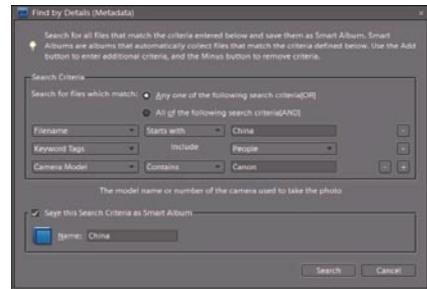 Find by Details (Metadata)
Search for all files that match the criteria entered below and save them as Smart Album. Smart
Albums are albums that automatically collect files that match the criteria defined below. Use the Add
button to enter additional criteria, and the Minus button to remove criteria.
Search Criteria
Search for files which match: Any one of the following search criteria[OR]
All of the following search criteria[AND]
Filename Starts with China -
Keyword Tags Include People -
Camera Model Contains Canon - +
The model name or number of the camera used to take the photo
Save this Search Criteria as Smart Album
Name: China
Search Cancel